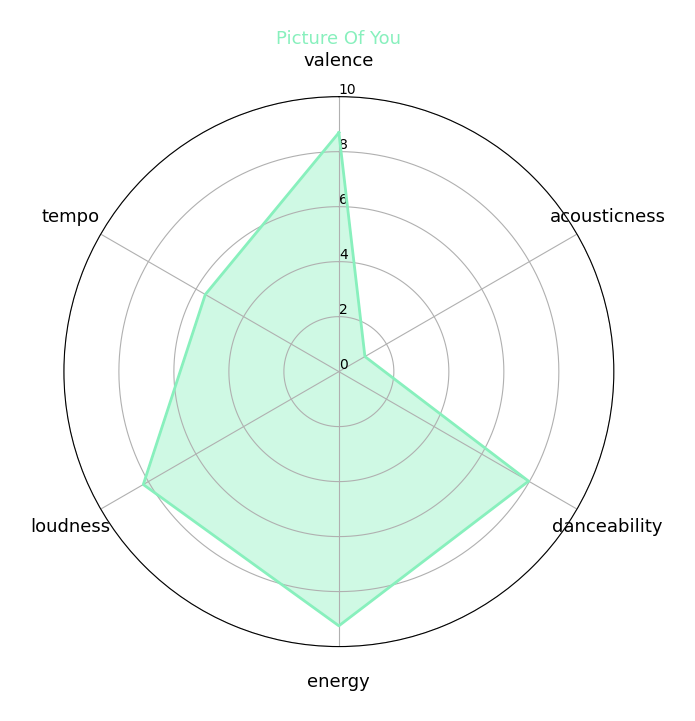 Picture Of You
valence
10
8
6
4
2
0
tempo
acousticness
loudness
danceability
energy